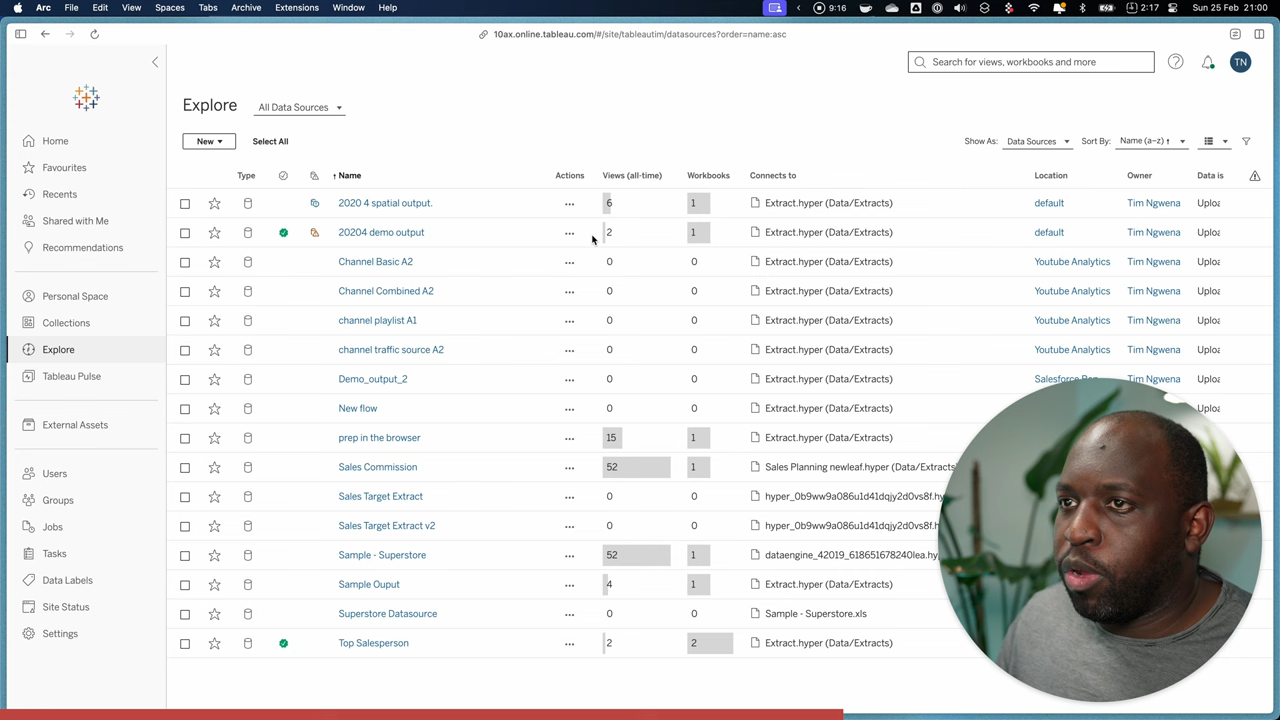 Arc File Edit View Spaces Tabs Archive Extensions Window Help 9:16 2:17 Sun 25 Feb 21:00
10ax.online.tableau.com/#/site/tableautim/datasources?order=name:asc
Search for views, workbooks and more TN
Explore All Data Sources
New Select All Show As: Data Sources Sort By: Name (a–z) ↑
Home
Favourites
Recents
Shared with Me
Recommendations
Personal Space
Collections
Explore
Tableau Pulse
External Assets
Users
Groups
Jobs
Tasks
Data Labels
Site Status
Settings
Type ↑ Name Actions Views (all-time) Workbooks Connects to Location Owner Data is
2020 4 spatial output. 6 1 Extract.hyper (Data/Extracts) default Tim Ngwena Uploa
20204 demo output 2 1 Extract.hyper (Data/Extracts) default Tim Ngwena Uploa
Channel Basic A2 0 0 Extract.hyper (Data/Extracts) Youtube Analytics Tim Ngwena Uploa
Channel Combined A2 0 0 Extract.hyper (Data/Extracts) Youtube Analytics Tim Ngwena Uploa
channel playlist A1 0 0 Extract.hyper (Data/Extracts) Youtube Analytics Tim Ngwena Uploa
channel traffic source A2 0 0 Extract.hyper (Data/Extracts) Youtube Analytics Tim Ngwena Uploa
Demo_output_2 0 0 Extract.hyper (Data/Extracts) Salesforce Tim Ngwena Uploa
New flow 0 0 Extract.hyper (Data/Extracts) Uploa
prep in the browser 15 1 Extract.hyper (Data/Extracts)
Sales Commission 52 1 Sales Planning newleaf.hyper (Data/Extracts)
Sales Target Extract 0 0
Sales Target Extract v2 0 0
Sample - Superstore 52 1
Sample Ouput 4 1 Extract.hyper (Data/Extracts)
Superstore Datasource 0 0 Sample - Superstore.xls
Top Salesperson 2 2 Extract.hyper (Data/Extracts)